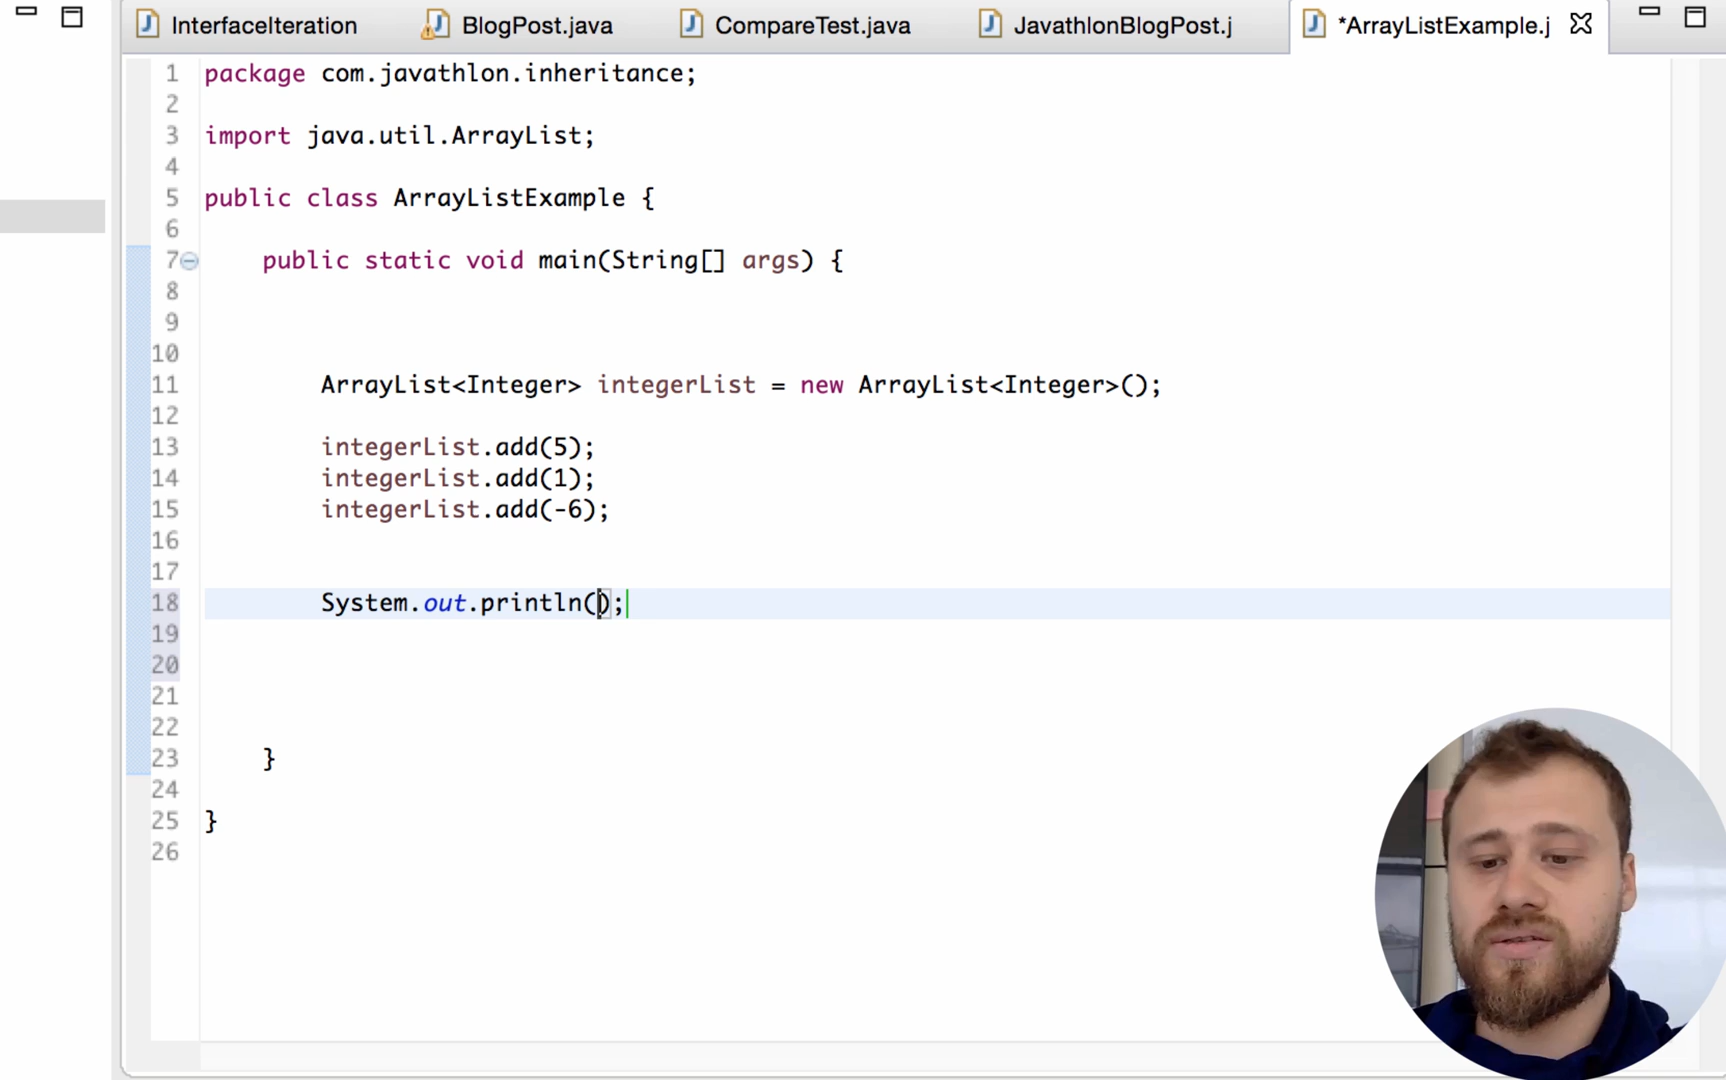 InterfaceIteration BlogPost.java CompareTest.java JavathlonBlogPost.j *ArrayListExample.j
1 package com.javathlon.inheritance;
2
3 import java.util.ArrayList;
4
5 public class ArrayListExample {
6
7 public static void main(String[] args) {
8
9
10
11 ArrayList<Integer> integerList = new ArrayList<Integer>();
12
13 integerList.add(5);
14 integerList.add(1);
15 integerList.add(-6);
16
17
18 System.out.println();
19
20
21
22
23 }
24
25 }
26